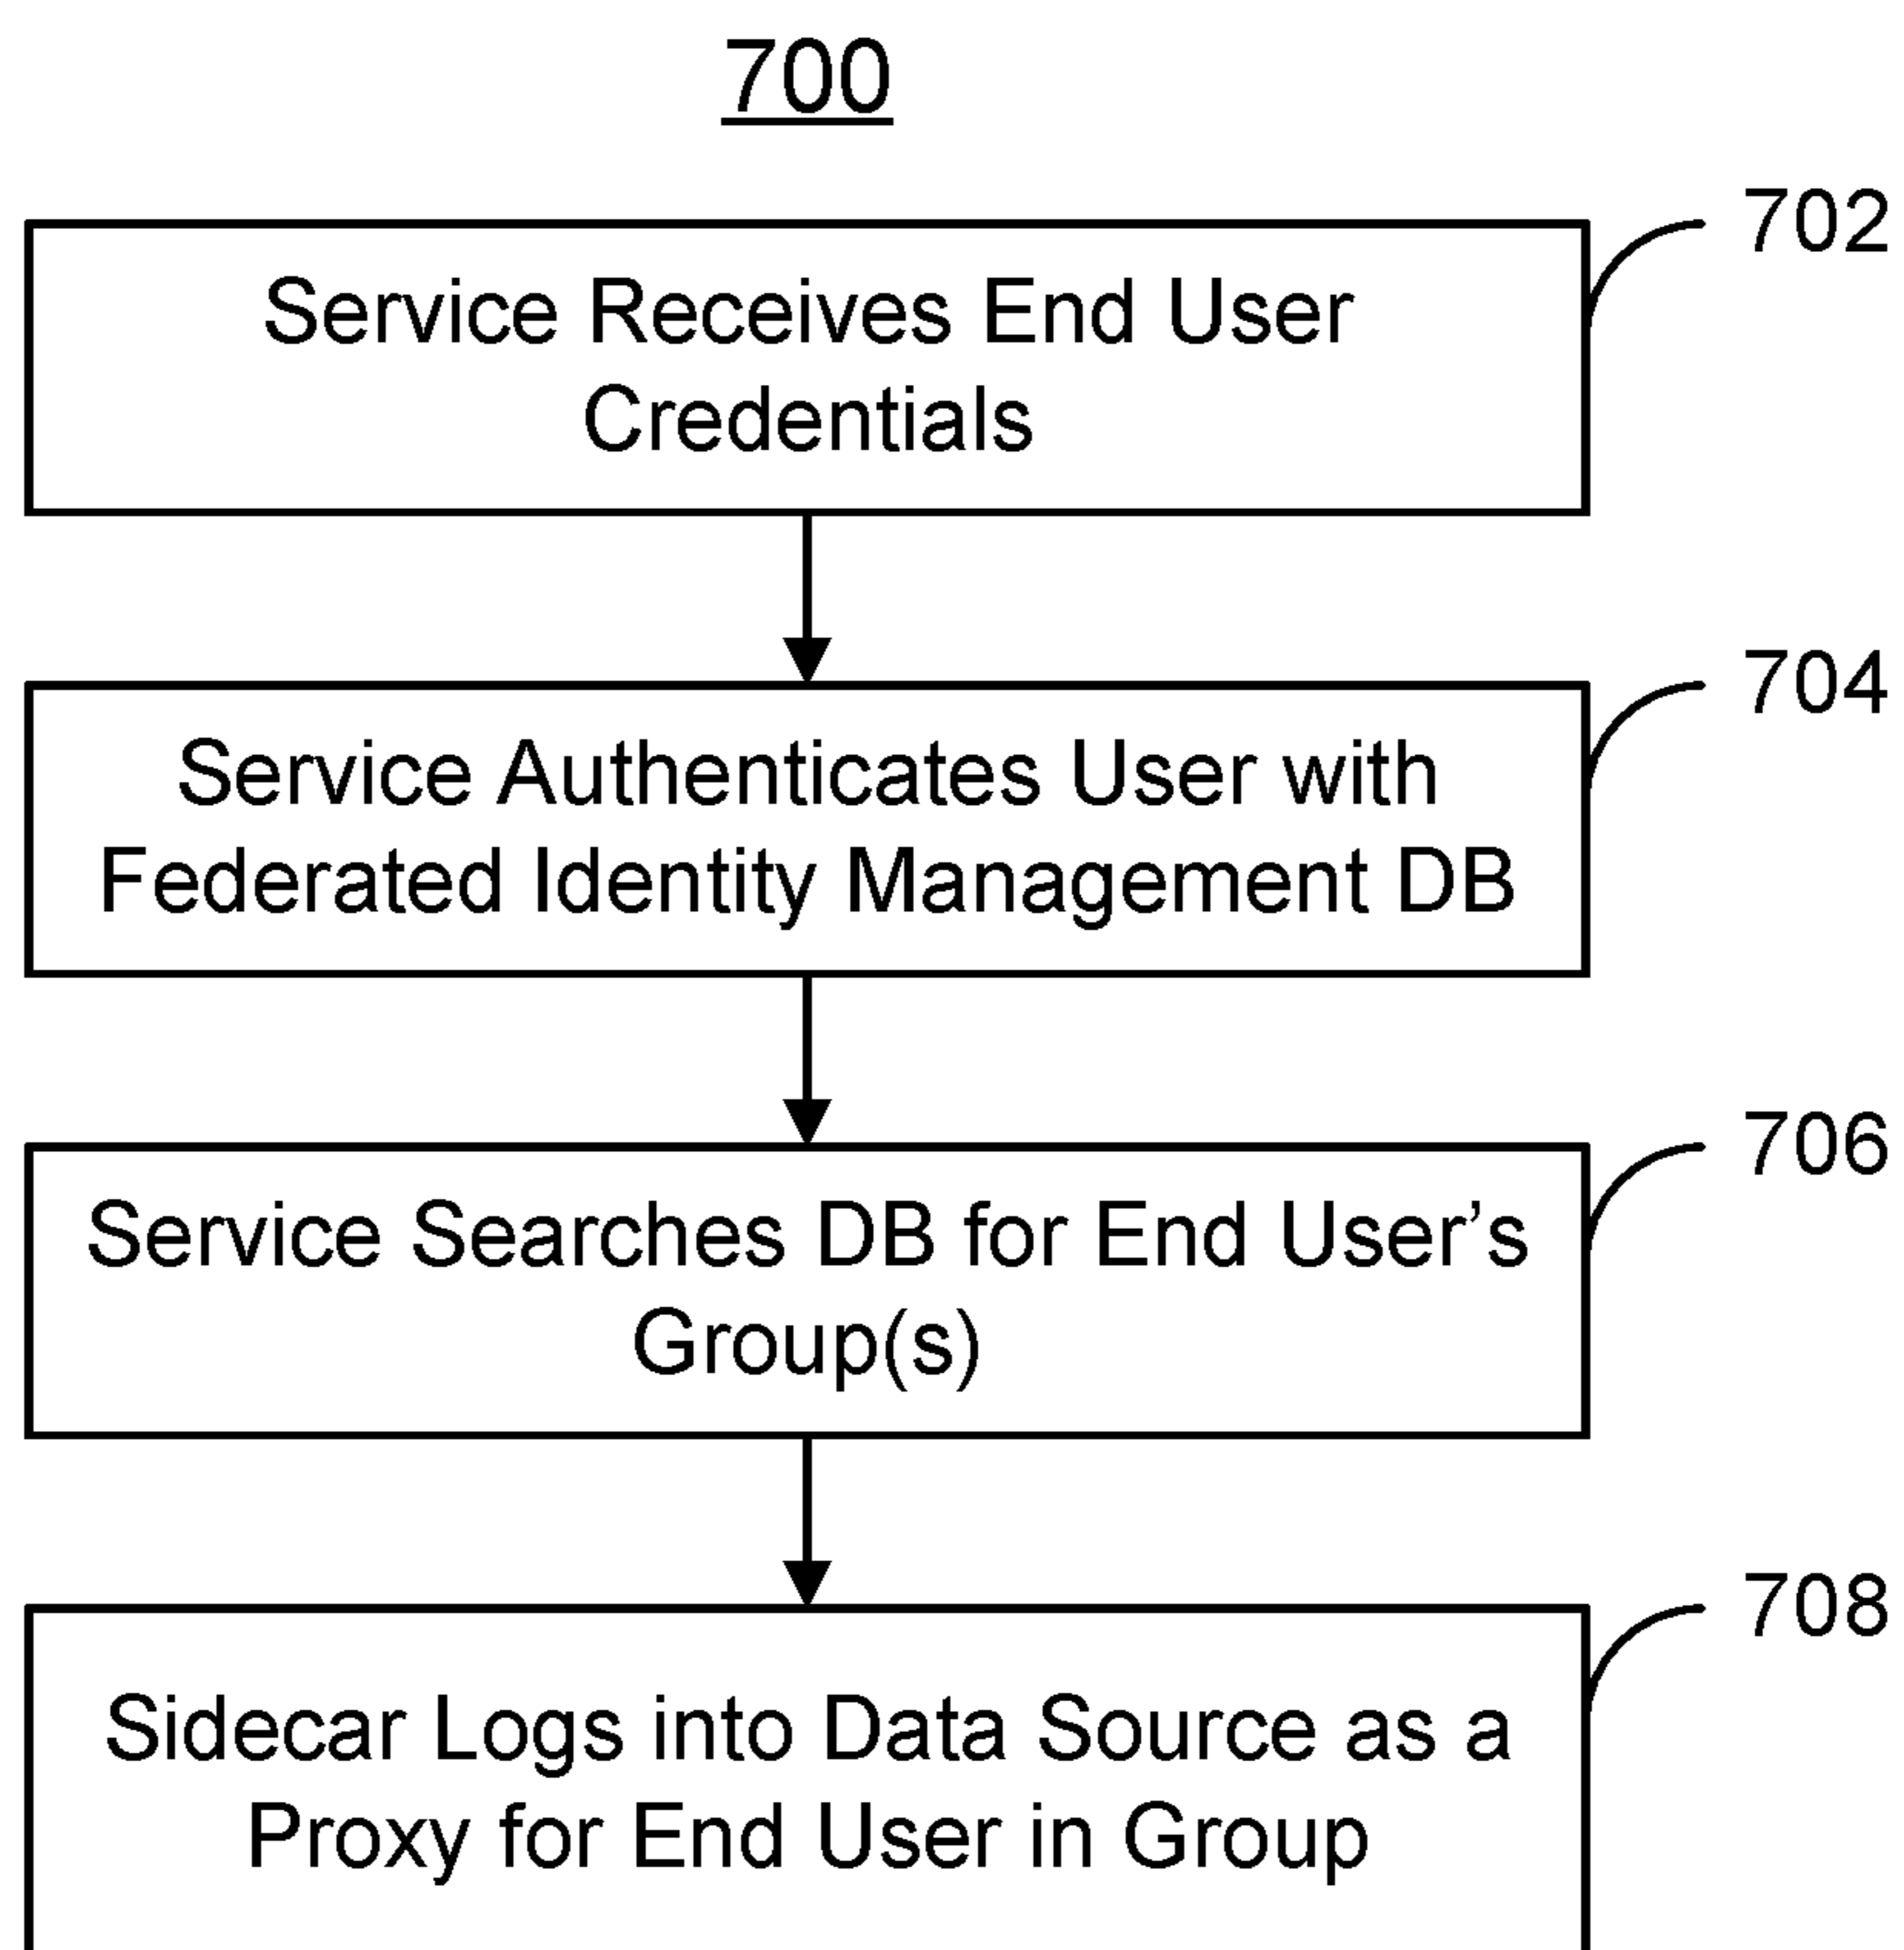 700
702
Service Receives End User
Credentials
704
Service Authenticates User with
Federated Identity Management DB
706
Service Searches DB for End User’s
Group(s)
708
Sidecar Logs into Data Source as a
Proxy for End User in Group